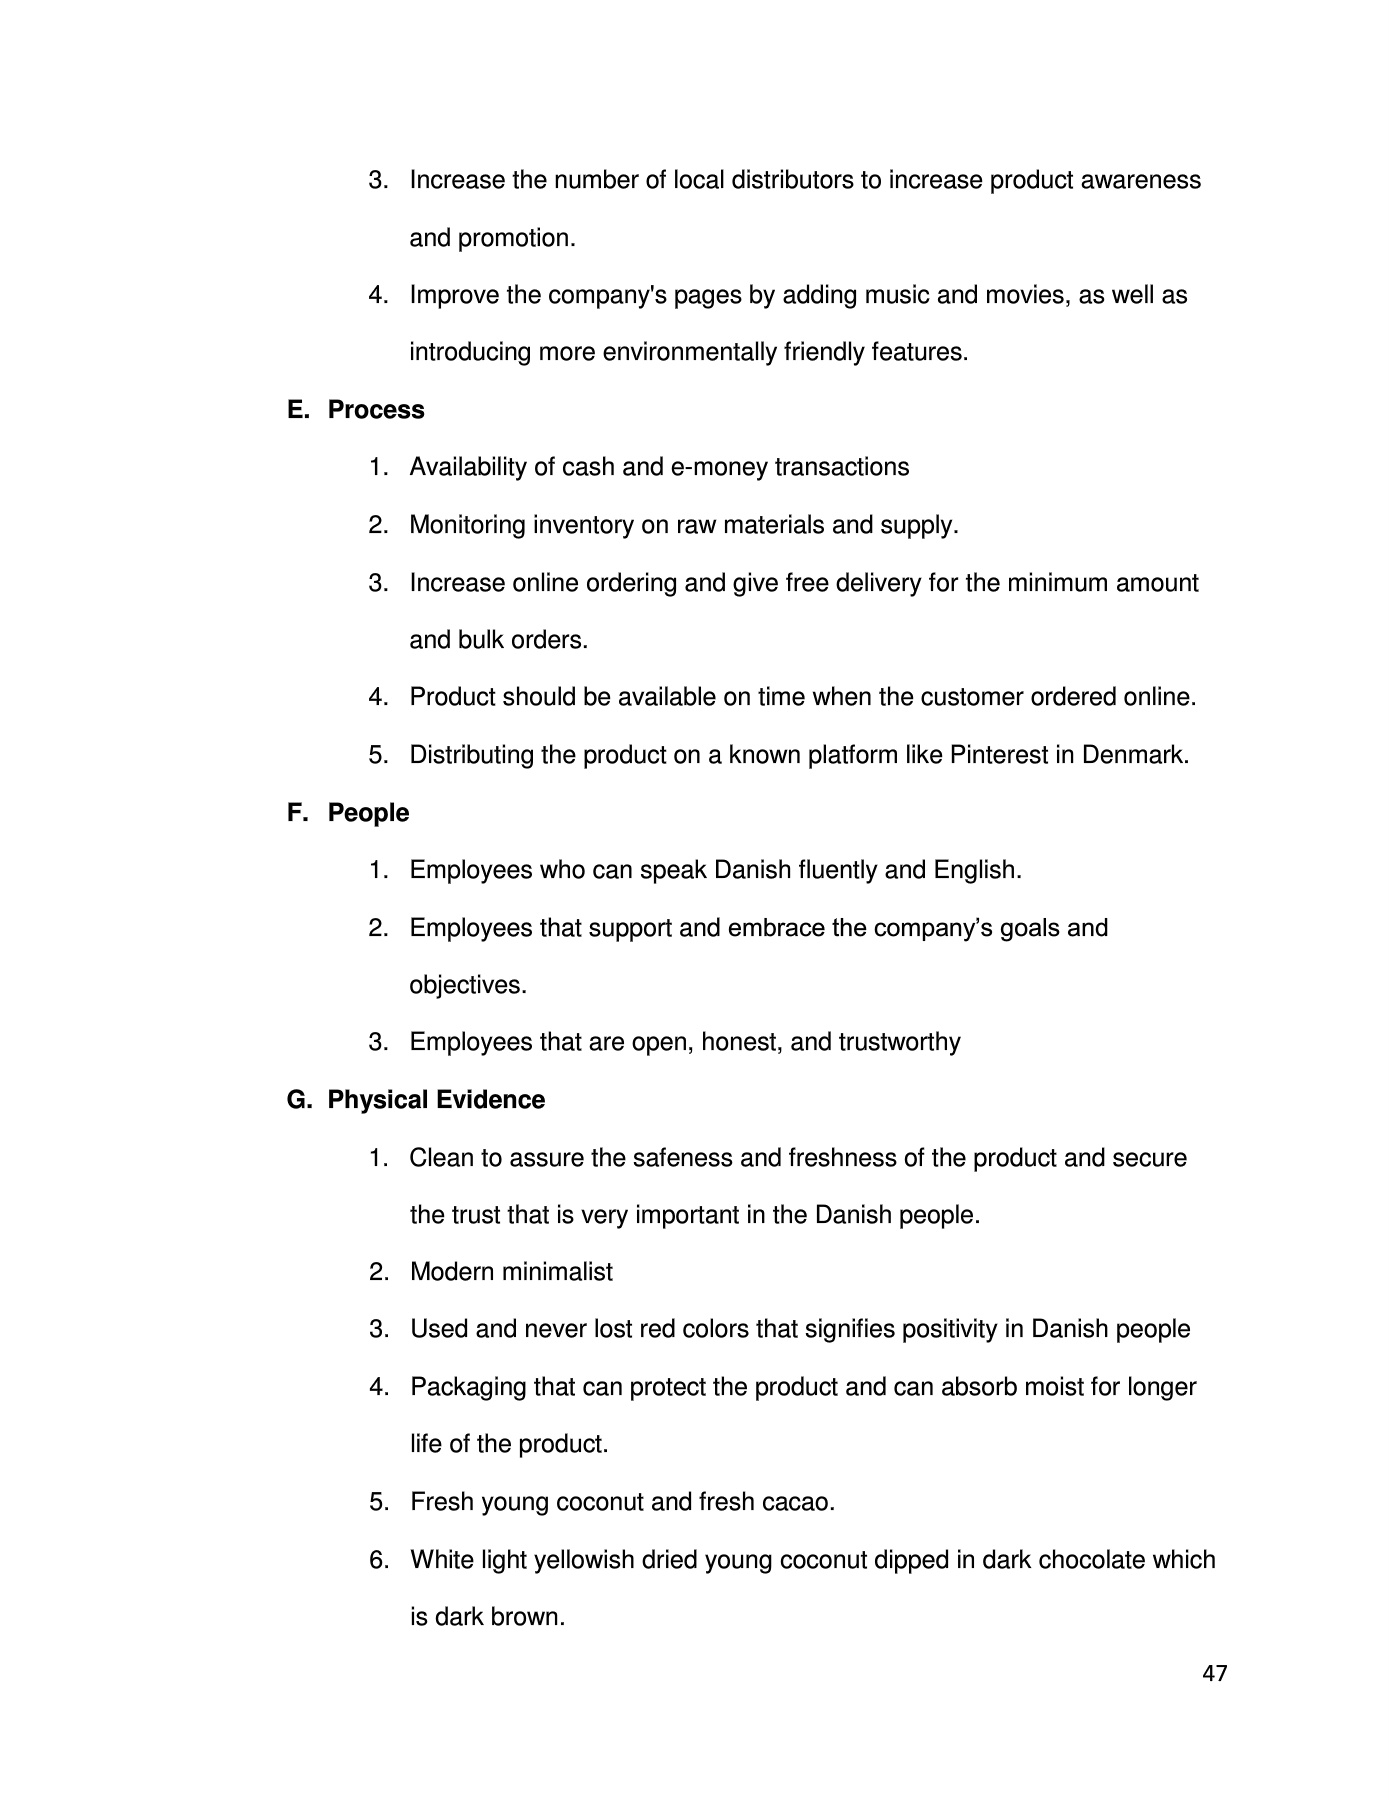 3. Increase the number of local distributors to increase product awareness
and promotion.
4. Improve the company's pages by adding music and movies, as well as
introducing more environmentally friendly features.
E. Process
1. Availability of cash and e-money transactions
2. Monitoring inventory on raw materials and supply.
3. Increase online ordering and give free delivery for the minimum amount
and bulk orders.
4. Product should be available on time when the customer ordered online.
5. Distributing the product on a known platform like Pinterest in Denmark.
F. People
1. Employees who can speak Danish fluently and English.
2. Employees that support and embrace the company’s goals and
objectives.
3. Employees that are open, honest, and trustworthy
G. Physical Evidence
1. Clean to assure the safeness and freshness of the product and secure
the trust that is very important in the Danish people.
2. Modern minimalist
3. Used and never lost red colors that signifies positivity in Danish people
4. Packaging that can protect the product and can absorb moist for longer
life of the product.
5. Fresh young coconut and fresh cacao.
6. White light yellowish dried young coconut dipped in dark chocolate which
is dark brown.
47